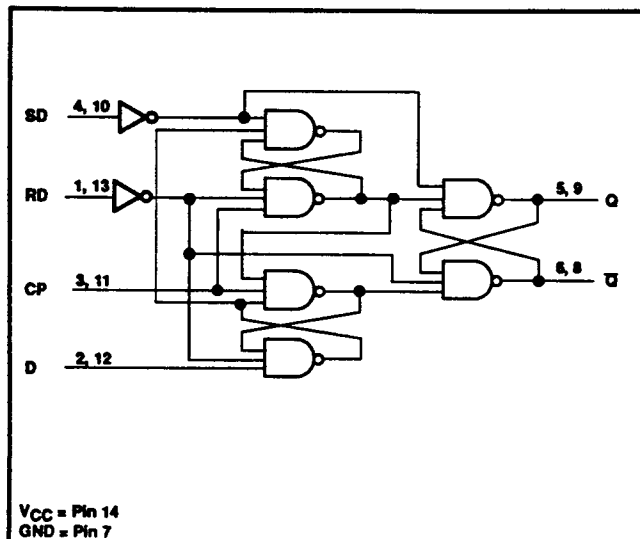 SD 4, 10
RD 1, 13
5, 9 Q
CP 3, 11
6, 8 Q̅
D 2, 12
VCC = Pin 14
GND = Pin 7